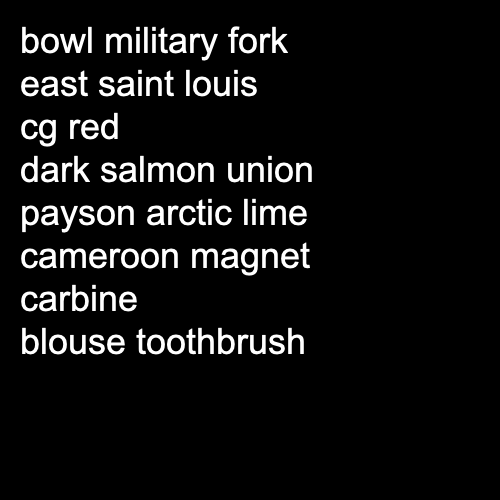 bowl military fork
east saint louis
cg red
dark salmon union
payson arctic lime
cameroon magnet
carbine
blouse toothbrush